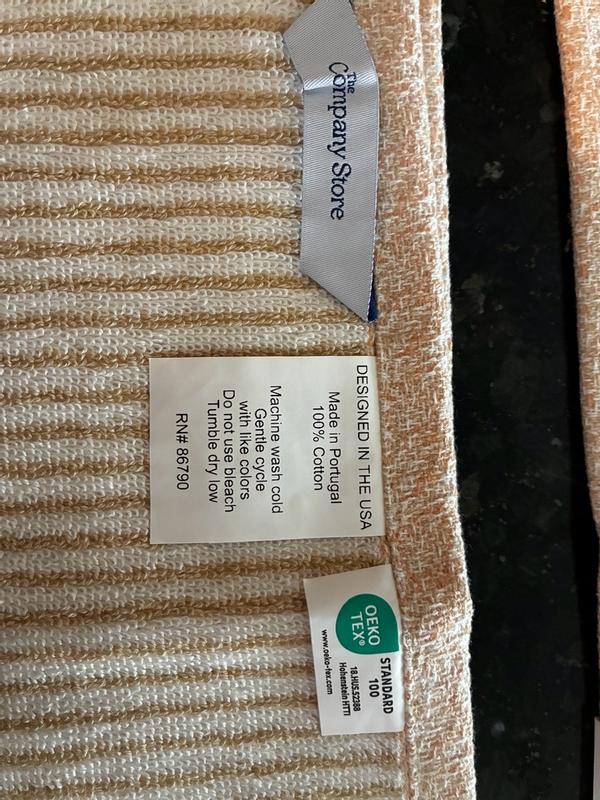 The
Company Store
DESIGNED IN THE USA
Made in Portugal
100% Cotton
Machine wash cold
Gentle cycle
with like colors
Do not use bleach
Tumble dry low
RN# 86790
OEKO
TEX®
STANDARD
100
18.HUS.52388
Hohenstein HTTI
www.oeko-tex.com